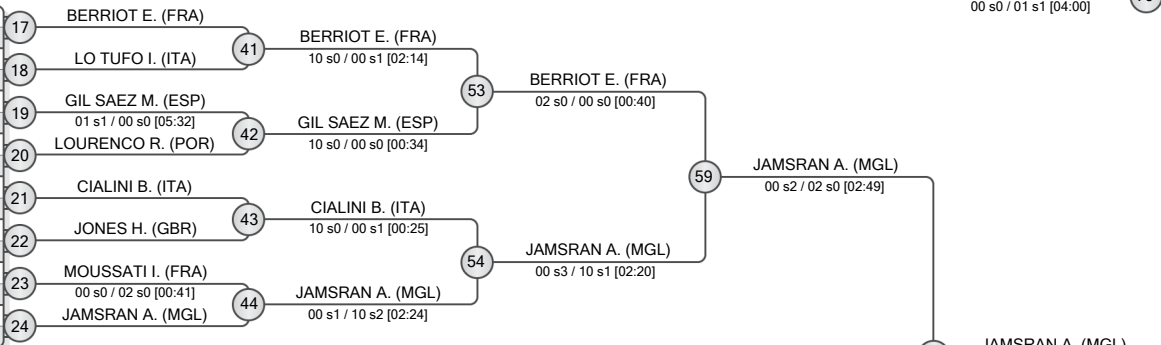 00 s0 / 01 s1 [04:00]
17
BERRIOT E. (FRA)
18
LO TUFO I. (ITA)
41
BERRIOT E. (FRA)
10 s0 / 00 s1 [02:14]
19
GIL SAEZ M. (ESP)
01 s1 / 00 s0 [05:32]
20
LOURENCO R. (POR)
42
GIL SAEZ M. (ESP)
10 s0 / 00 s0 [00:34]
53
BERRIOT E. (FRA)
02 s0 / 00 s0 [00:40]
21
CIALINI B. (ITA)
22
JONES H. (GBR)
43
CIALINI B. (ITA)
10 s0 / 00 s1 [00:25]
23
MOUSSATI I. (FRA)
00 s0 / 02 s0 [00:41]
24
JAMSRAN A. (MGL)
44
JAMSRAN A. (MGL)
00 s1 / 10 s2 [02:24]
54
JAMSRAN A. (MGL)
00 s3 / 10 s1 [02:20]
59
JAMSRAN A. (MGL)
00 s2 / 02 s0 [02:49]
JAMSRAN A. (MGL)